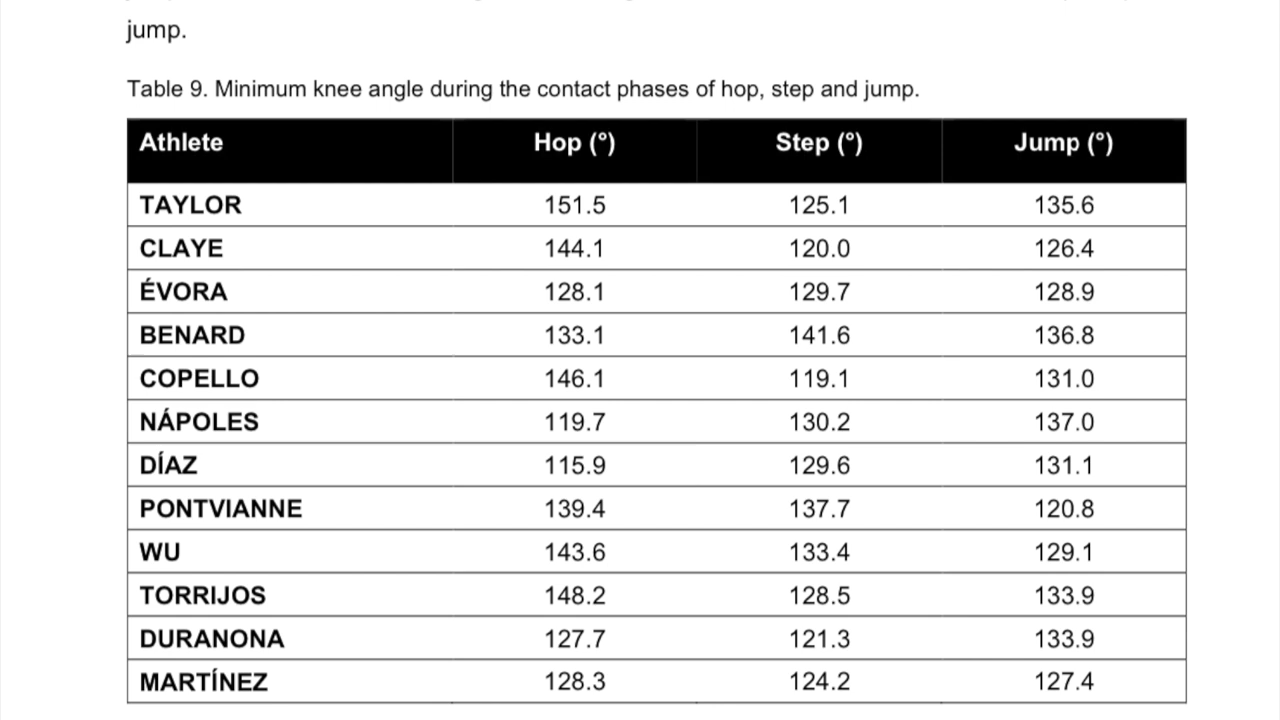 jump.
Table 9. Minimum knee angle during the contact phases of hop, step and jump.
Athlete Hop (°) Step (°) Jump (°)
TAYLOR 151.5 125.1 135.6
CLAYE 144.1 120.0 126.4
ÉVORA 128.1 129.7 128.9
BENARD 133.1 141.6 136.8
COPELLO 146.1 119.1 131.0
NÁPOLES 119.7 130.2 137.0
DÍAZ 115.9 129.6 131.1
PONTVIANNE 139.4 137.7 120.8
WU 143.6 133.4 129.1
TORRIJOS 148.2 128.5 133.9
DURANONA 127.7 121.3 133.9
MARTÍNEZ 128.3 124.2 127.4